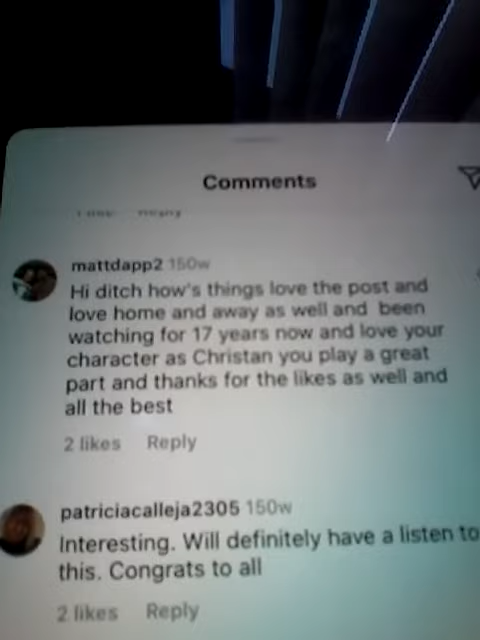 Comments
Reply
mattdapp2 150w
Hi ditch how's things love the post and
love home and away as well and been
watching for 17 years now and love your
character as Christan you play a great
part and thanks for the likes as well and
all the best
2 likes Reply
patriciacalleja2305 150w
Interesting. Will definitely have a listen to
this. Congrats to all
2 likes Reply